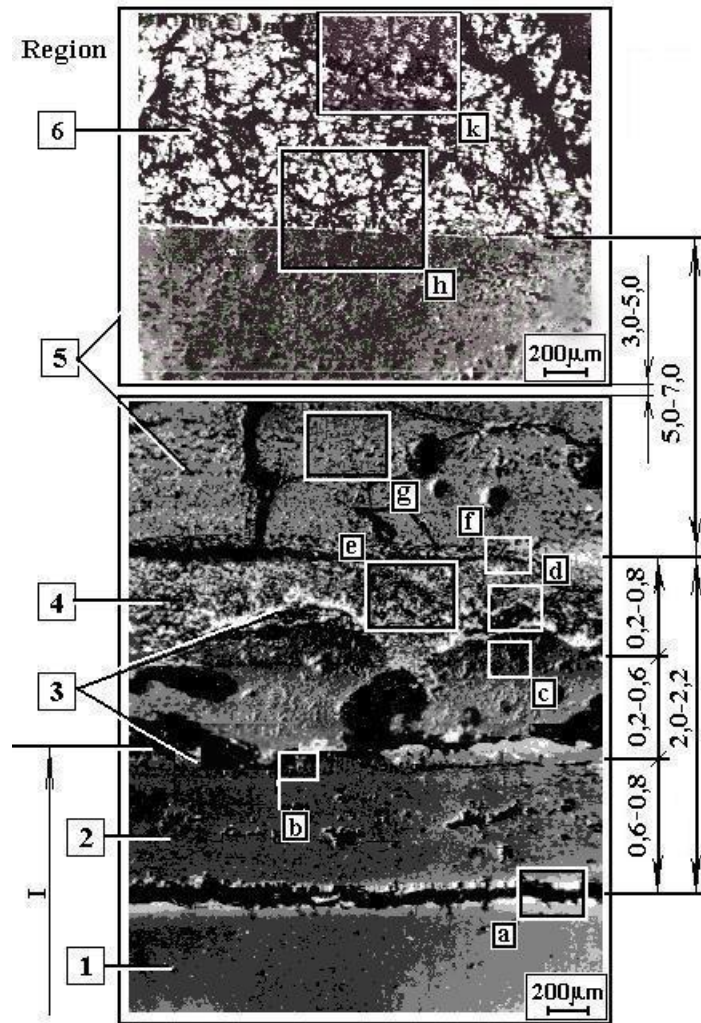 Region
k
6
h
3,0-5,0
5
200μm
5,0-7,0
g
f
e
d
4
0,2-0,8
3
c
0,2-0,6
2,0-2,2
b
2
0,6-0,8
I
a
1
200μm